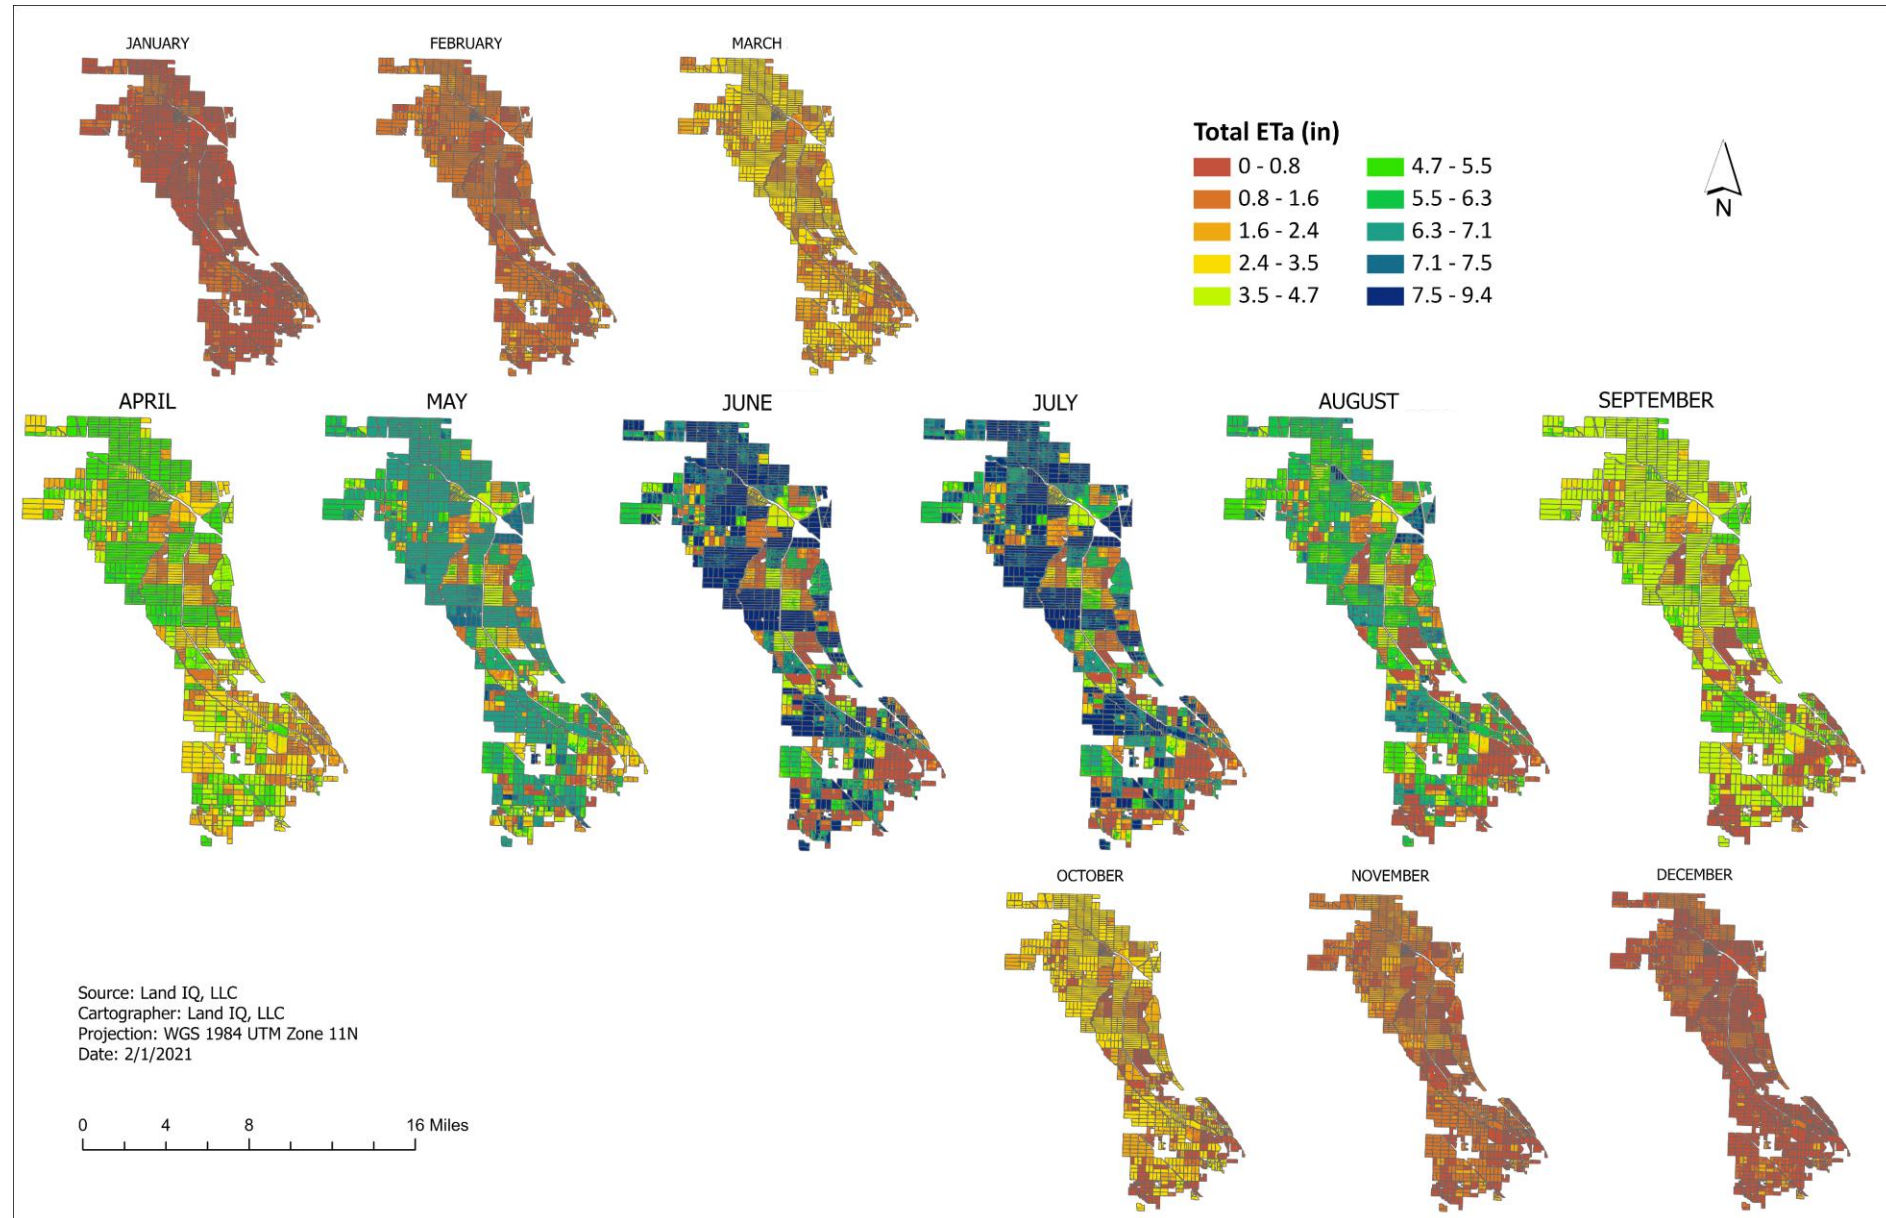 JANUARY
FEBRUARY
MARCH
Total ETa (in)
0 - 0.8
0.8 - 1.6
1.6 - 2.4
2.4 - 3.5
3.5 - 4.7
4.7 - 5.5
5.5 - 6.3
6.3 - 7.1
7.1 - 7.5
7.5 - 9.4
N
APRIL
MAY
JUNE
JULY
AUGUST
SEPTEMBER
OCTOBER
NOVEMBER
DECEMBER
Source: Land IQ, LLC
Cartographer: Land IQ, LLC
Projection: WGS 1984 UTM Zone 11N
Date: 2/1/2021
0 4 8 16 Miles